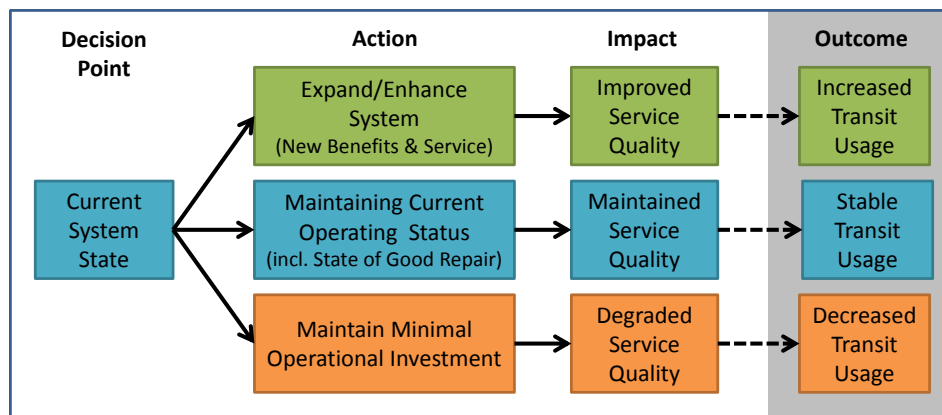 Decision
Point
Action
Impact
Outcome
Expand/Enhance
System
(New Benefits & Service)
Improved
Service
Quality
Increased
Transit
Usage
Current
System
State
Maintaining Current
Operating Status
(incl. State of Good Repair)
Maintained
Service
Quality
Stable
Transit
Usage
Maintain Minimal
Operational Investment
Degraded
Service
Quality
Decreased
Transit
Usage